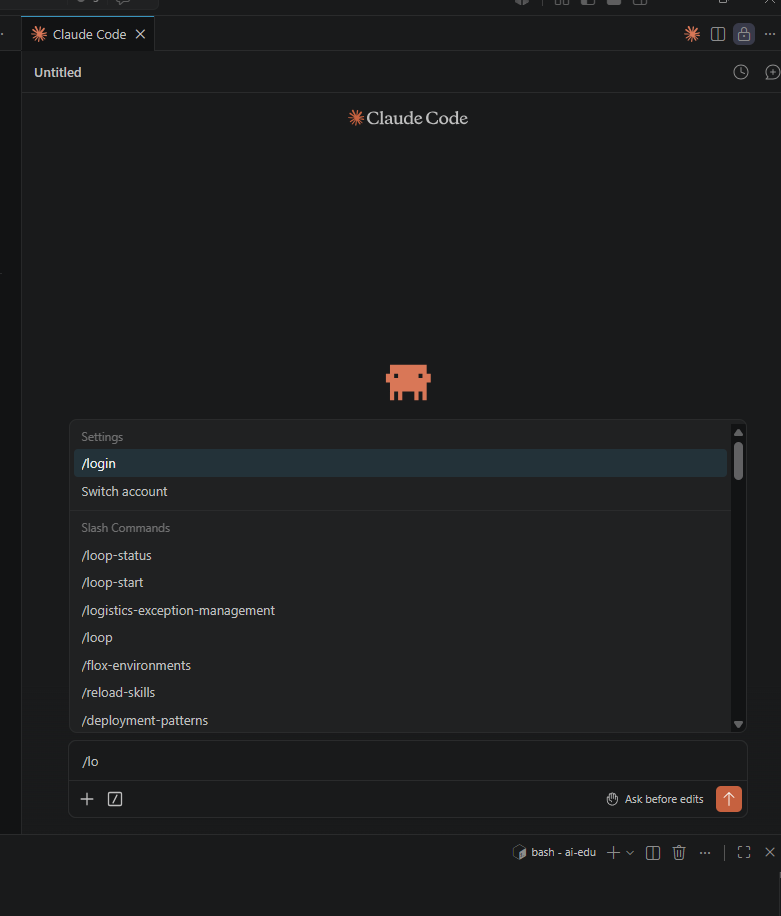 Claude Code
Untitled
Claude Code
Settings
/login
Switch account
Slash Commands
/loop-status
/loop-start
/logistics-exception-management
/loop
/flox-environments
/reload-skills
/deployment-patterns
/lo
Ask before edits
bash - ai-edu